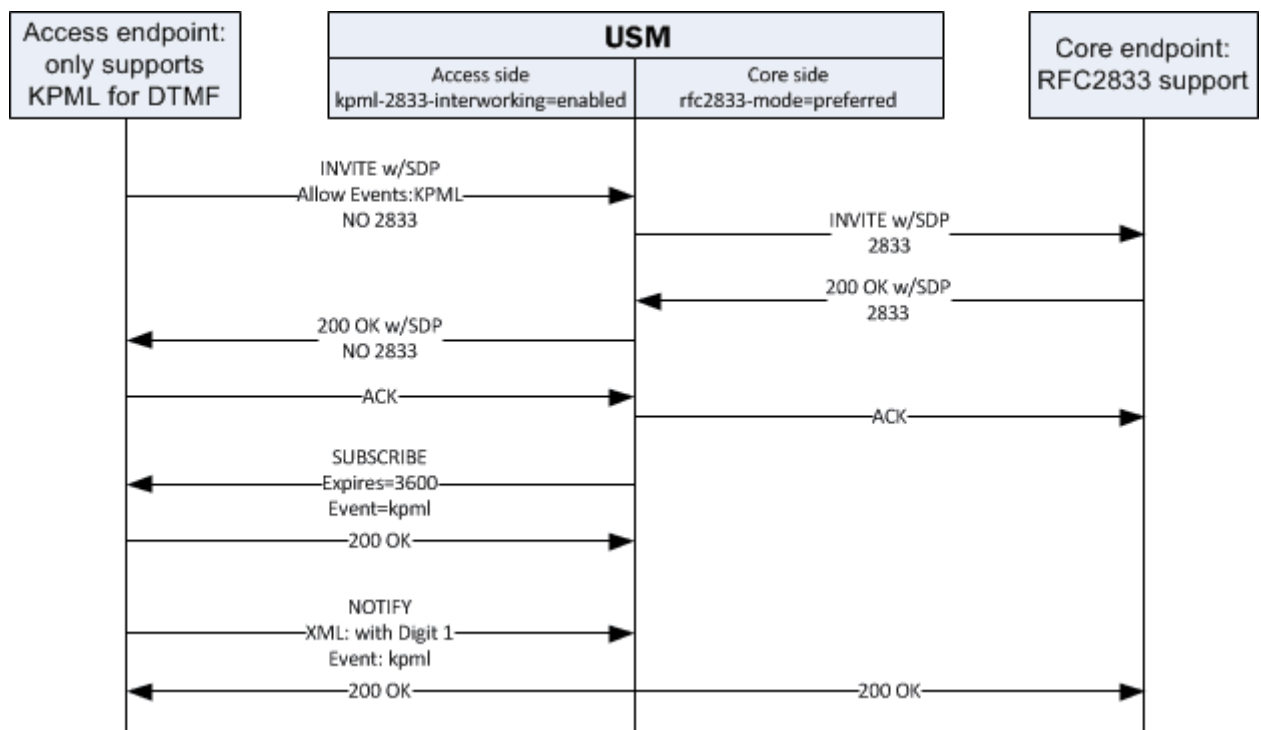 Access endpoint:
only supports
KPML for DTMF
USM
Access side
kpml-2833-interworking=enabled
Core side
rfc2833-mode=preferred
Core endpoint:
RFC2833 support
INVITE w/SDP
Allow Events:KPML
NO 2833
INVITE w/SDP
2833
200 OK w/SDP
2833
200 OK w/SDP
NO 2833
ACK
ACK
SUBSCRIBE
Expires=3600
Event=kpml
200 OK
NOTIFY
XML: with Digit 1
Event: kpml
200 OK
200 OK